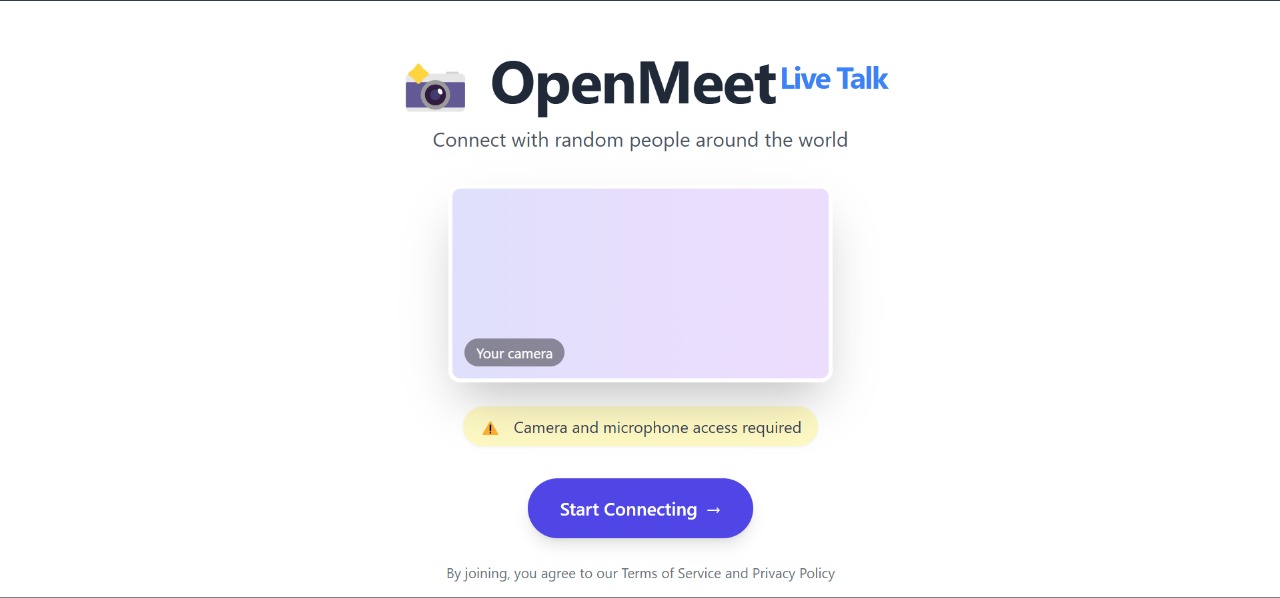 OpenMeet Live Talk
Connect with random people around the world
Your camera
Camera and microphone access required
Start Connecting →
By joining, you agree to our Terms of Service and Privacy Policy